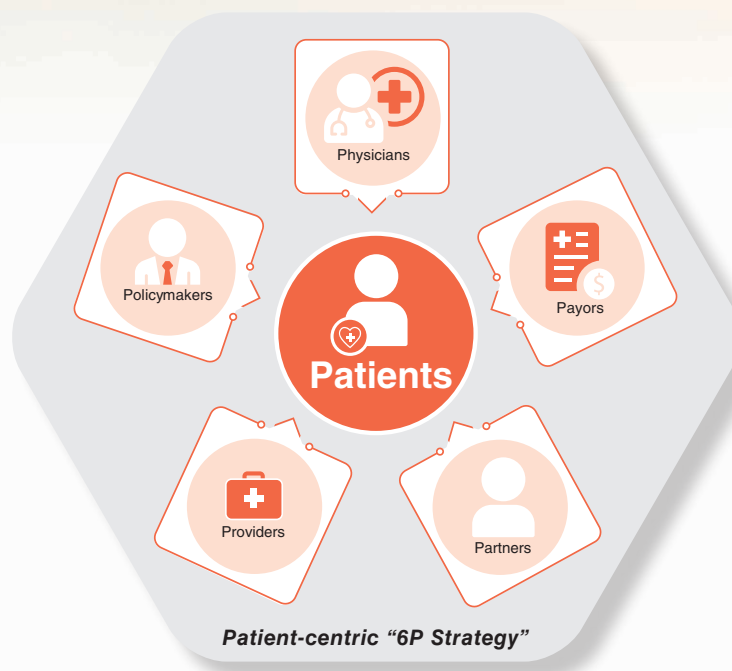 Physicians
Policymakers
Payors
$
Patients
Providers
Partners
Patient-centric “6P Strategy”